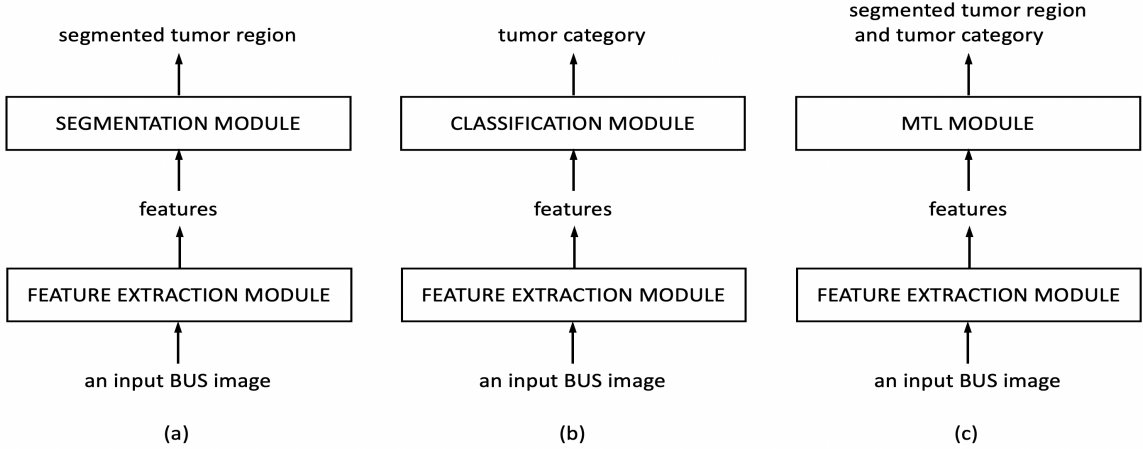 segmented tumor region
SEGMENTATION MODULE
features
FEATURE EXTRACTION MODULE
an input BUS image
(a)
tumor category
CLASSIFICATION MODULE
features
FEATURE EXTRACTION MODULE
an input BUS image
(b)
segmented tumor region
and tumor category
MTL MODULE
features
FEATURE EXTRACTION MODULE
an input BUS image
(c)